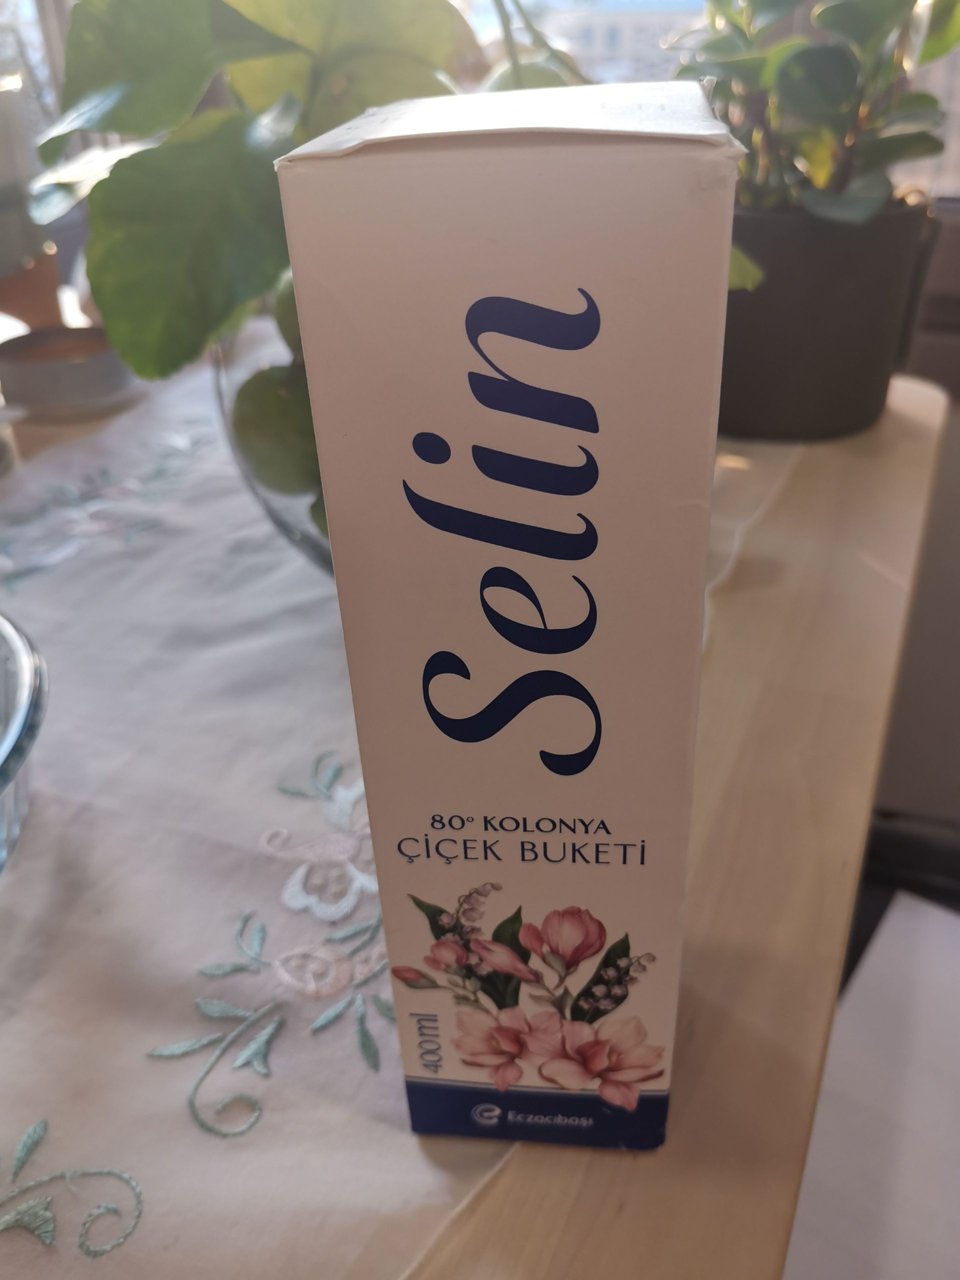 Selin
80° KOLONYA
ÇİÇEK BUKETİ
400ml
Eczacıbaşı